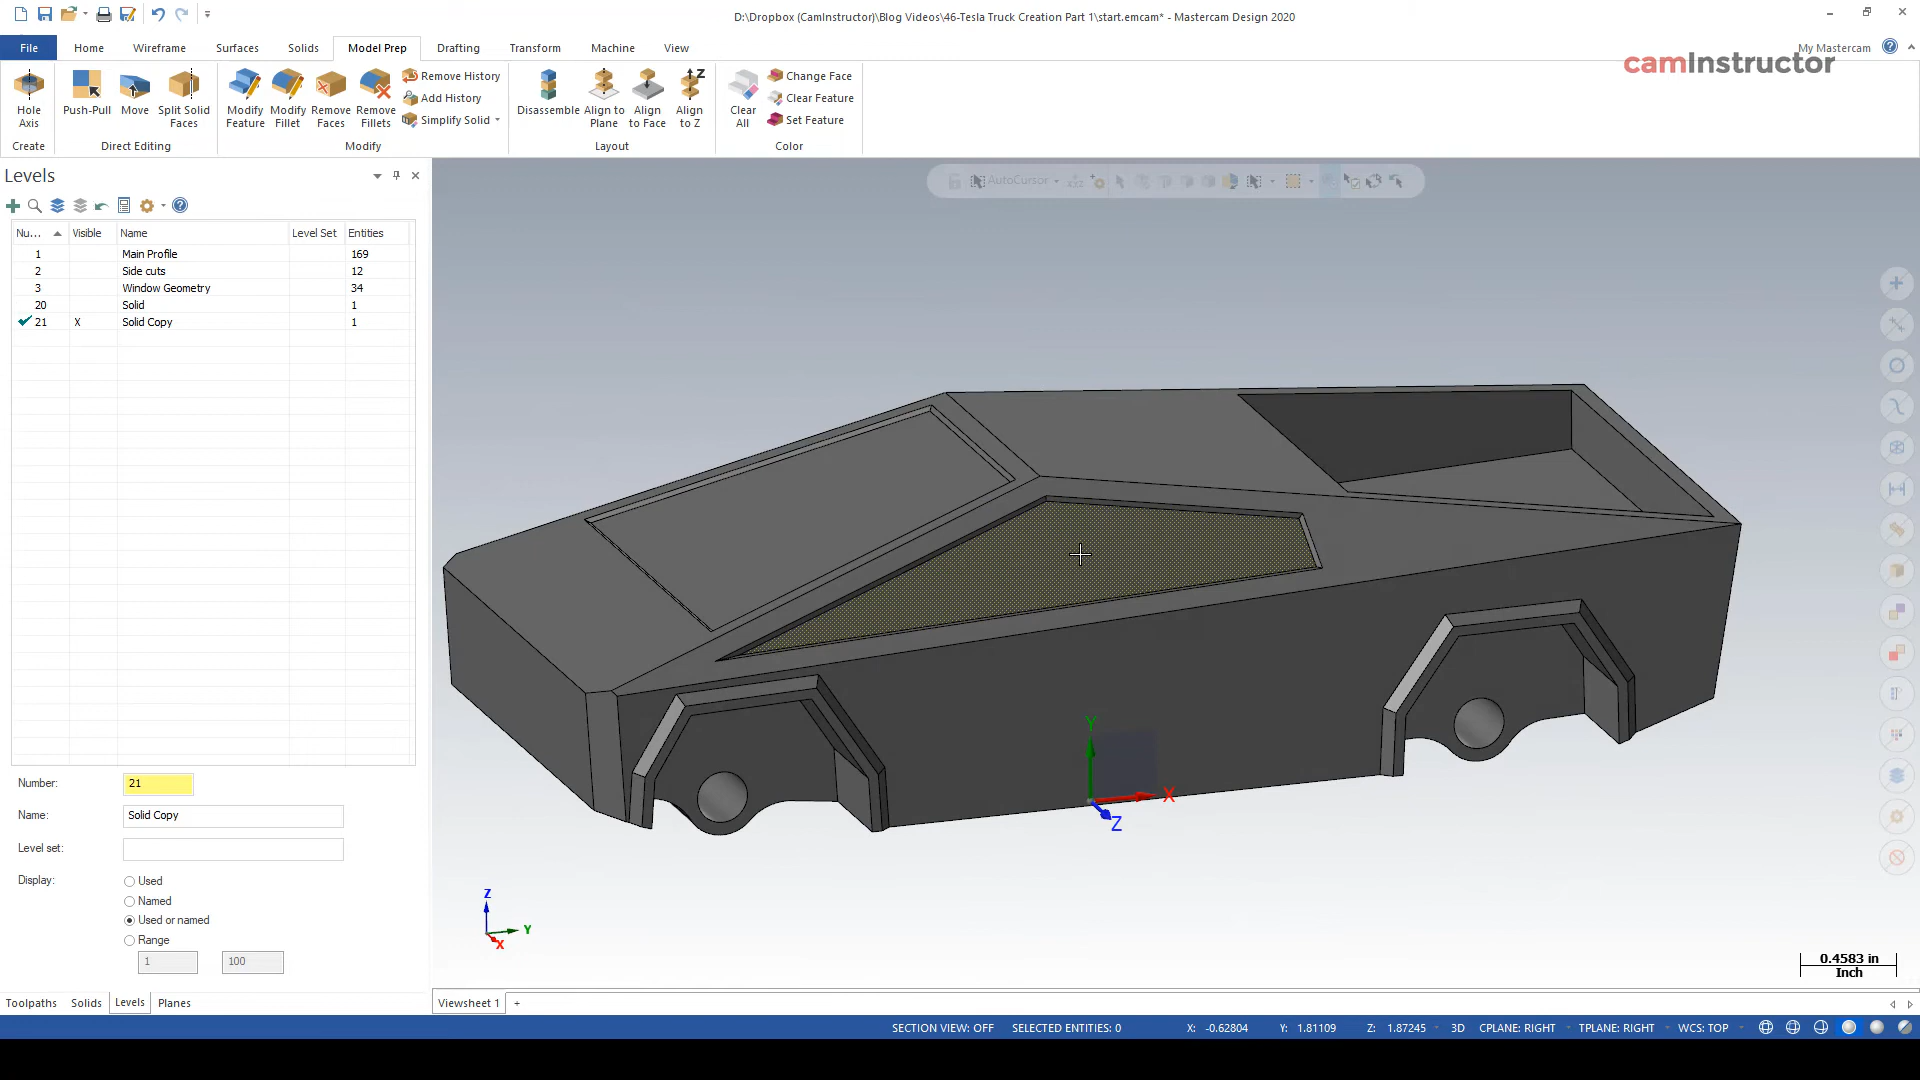 D:\Dropbox (CamInstructor)\Blog Videos\46-Tesla Truck Creation Part 1\start.emcam* - Mastercam Design 2020
File Home Wireframe Surfaces Solids Model Prep Drafting Transform Machine View My Mastercam
camInstructor
Hole Axis
Push-Pull
Move
Split Solid Faces
Modify Feature
Modify Fillet
Remove Faces
Remove Fillets
Remove History
Add History
Simplify Solid
Disassemble
Align to Plane
Align to Face
Align to Z
Clear All
Change Face
Clear Feature
Set Feature
Create Direct Editing Modify Layout Color
Levels
AutoCursor
Nu... Visible Name Level Set Entities
1 Main Profile 169
2 Side cuts 12
3 Window Geometry 34
20 Solid 1
21 X Solid Copy 1
Number: 21
Name: Solid Copy
Level set:
Display: Used
Named
Used or named
Range
1 100
Y
X
Z
Z
Y
X
0.4583 in
Inch
Toolpaths Solids Levels Planes
Viewsheet 1 +
SECTION VIEW: OFF SELECTED ENTITIES: 0 X: -0.62804 Y: 1.81109 Z: 1.87245 3D CPLANE: RIGHT TPLANE: RIGHT WCS: TOP